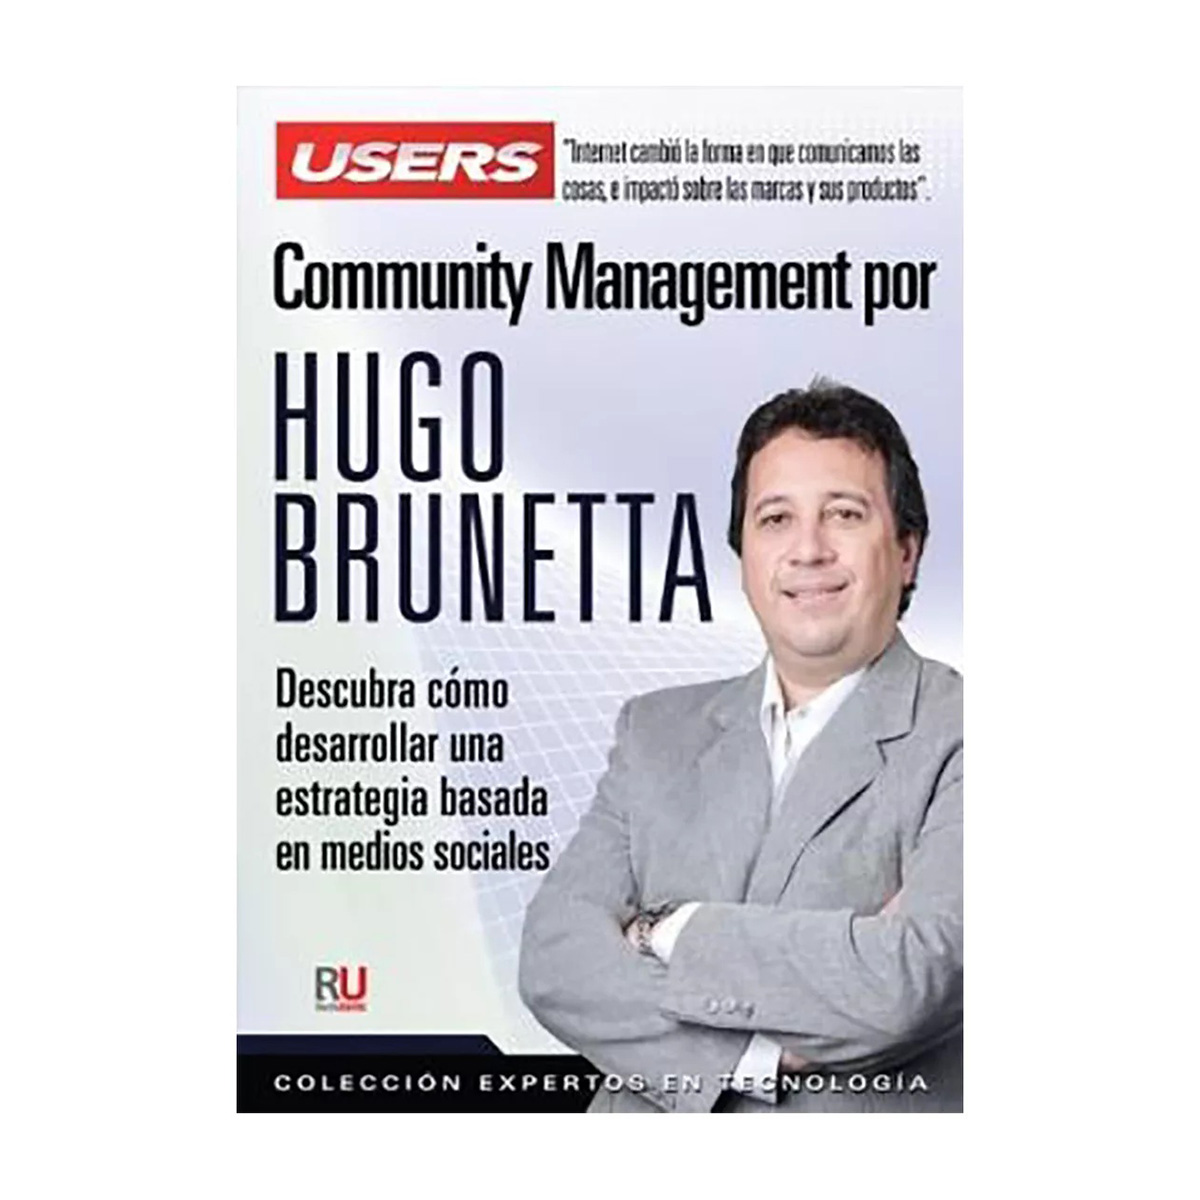 USERS
"Internet cambió la forma en que comunicamos las
cosas, e impactó sobre las marcas y sus productos".
Community Management por
HUGO
BRUNETTA
Descubra cómo
desarrollar una
estrategia basada
en medios sociales
RU
COLECCIÓN EXPERTOS EN TECNOLOGÍA